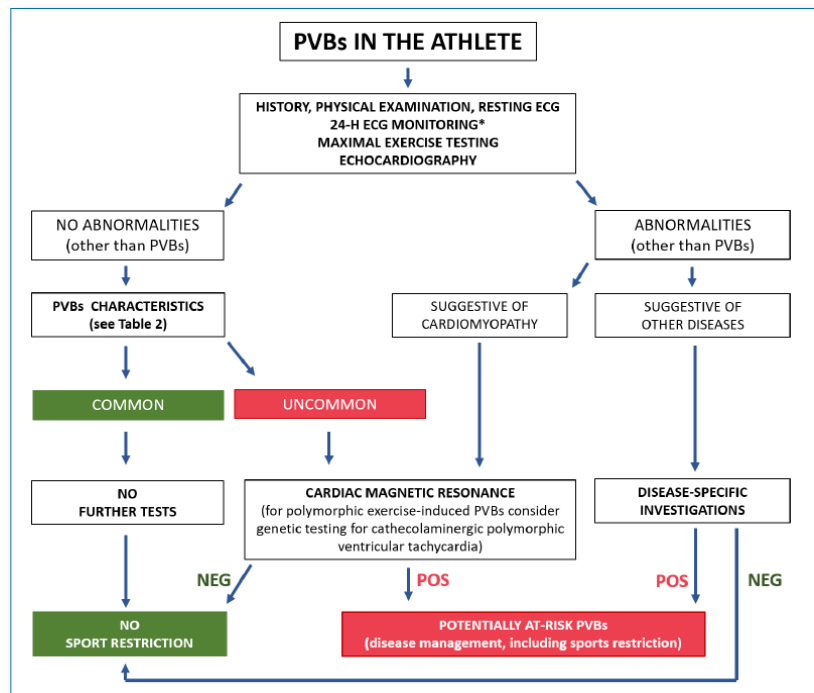 PVBs IN THE ATHLETE
HISTORY, PHYSICAL EXAMINATION, RESTING ECG
24-H ECG MONITORING*
MAXIMAL EXERCISE TESTING
ECHOCARDIOGRAPHY
NO ABNORMALITIES
(other than PVBs)
ABNORMALITIES
(other than PVBs)
PVBs CHARACTERISTICS
(see Table 2)
SUGGESTIVE OF
CARDIOMYOPATHY
SUGGESTIVE OF
OTHER DISEASES
COMMON
UNCOMMON
NO
FURTHER TESTS
CARDIAC MAGNETIC RESONANCE
(for polymorphic exercise-induced PVBs consider
genetic testing for cathecolaminergic polymorphic
ventricular tachycardia)
DISEASE-SPECIFIC
INVESTIGATIONS
NEG
POS
POS
NEG
NO
SPORT RESTRICTION
POTENTIALLY AT-RISK PVBs
(disease management, including sports restriction)